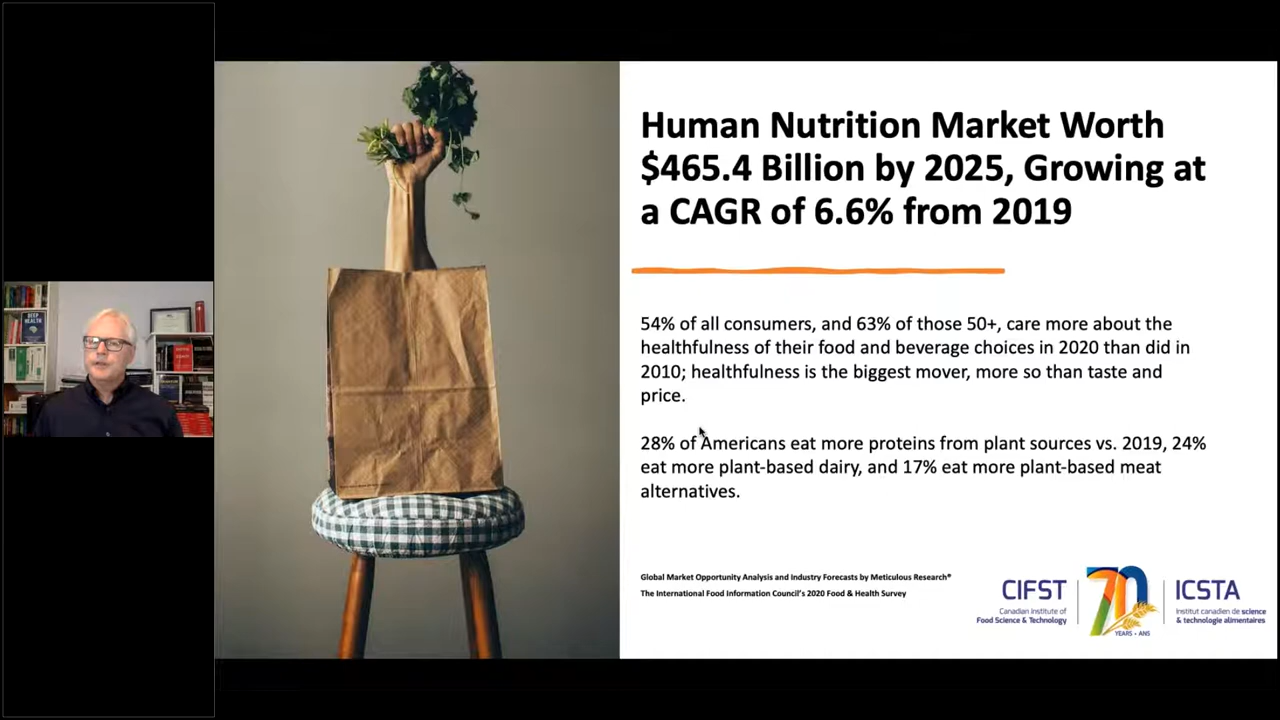 Human Nutrition Market Worth
$465.4 Billion by 2025, Growing at
a CAGR of 6.6% from 2019
54% of all consumers, and 63% of those 50+, care more about the
healthfulness of their food and beverage choices in 2020 than did in
2010; healthfulness is the biggest mover, more so than taste and
price.
28% of Americans eat more proteins from plant sources vs. 2019, 24%
eat more plant-based dairy, and 17% eat more plant-based meat
alternatives.
Global Market Opportunity Analysis and Industry Forecasts by Meticulous Research®
The International Food Information Council's 2020 Food & Health Survey
CIFST
Canadian Institute of
Food Science & Technology
70
YEARS • ANS
ICSTA
Institut canadien de science
& technologie alimentaires
DEEP
HEALTH